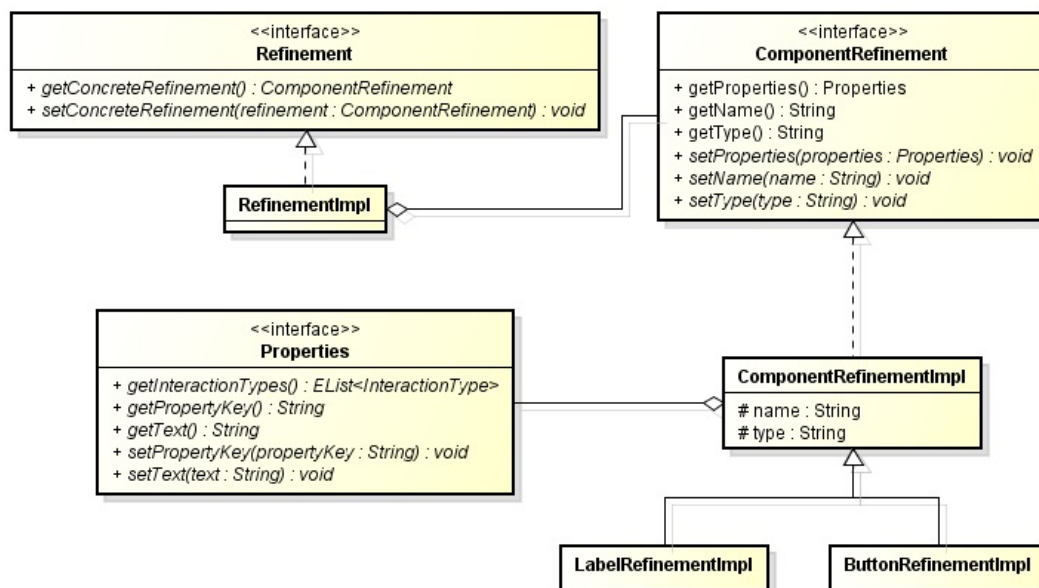 <<interface>>
Refinement
+ getConcreteRefinement() : ComponentRefinement
+ setConcreteRefinement(refinement : ComponentRefinement) : void
<<interface>>
ComponentRefinement
+ getProperties() : Properties
+ getName() : String
+ getType() : String
+ setProperties(properties : Properties) : void
+ setName(name : String) : void
+ setType(type : String) : void
RefinementImpl
<<interface>>
Properties
+ getInteractionTypes() : EList<InteractionType>
+ getPropertyKey() : String
+ getText() : String
+ setPropertyKey(propertyKey : String) : void
+ setText(text : String) : void
ComponentRefinementImpl
# name : String
# type : String
LabelRefinementImpl
ButtonRefinementImpl